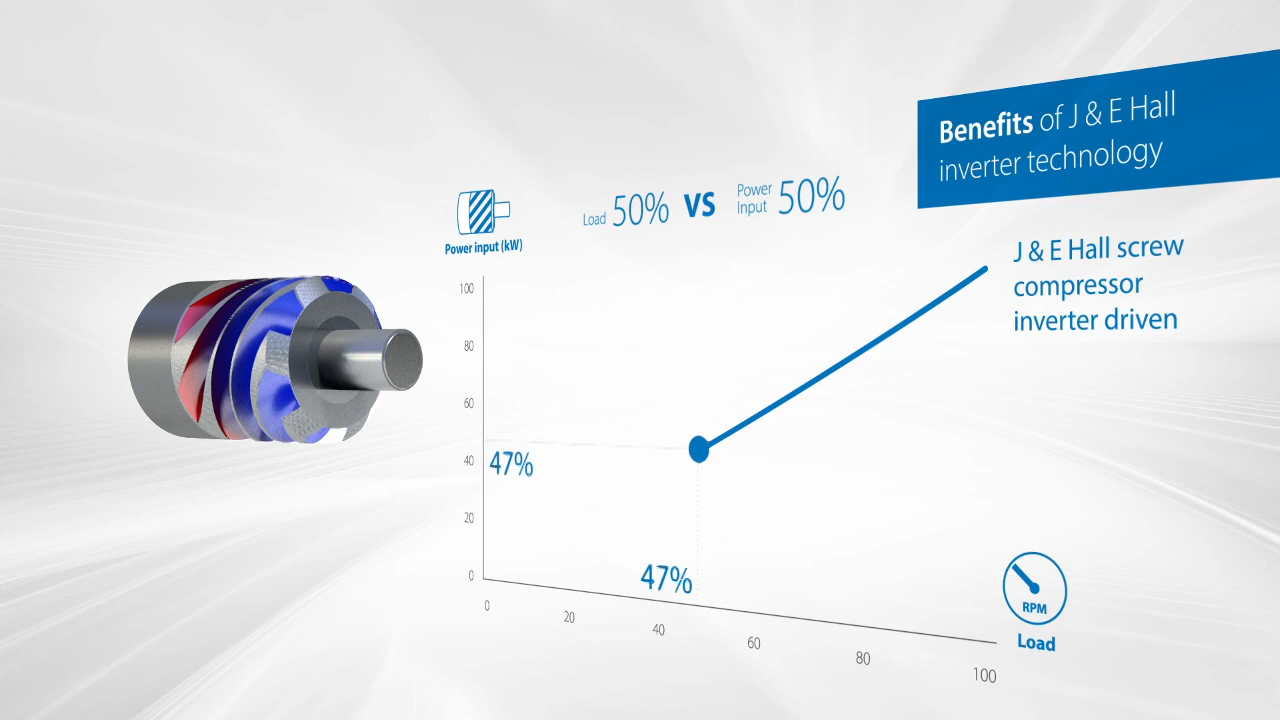 Benefits of J & E Hall
inverter technology
Load 50% VS Power Input 50%
Power input (kW)
J & E Hall screw
compressor
inverter driven
100
80
60
40
20
0
47%
47%
0 20 40 60 80 100
RPM
Load